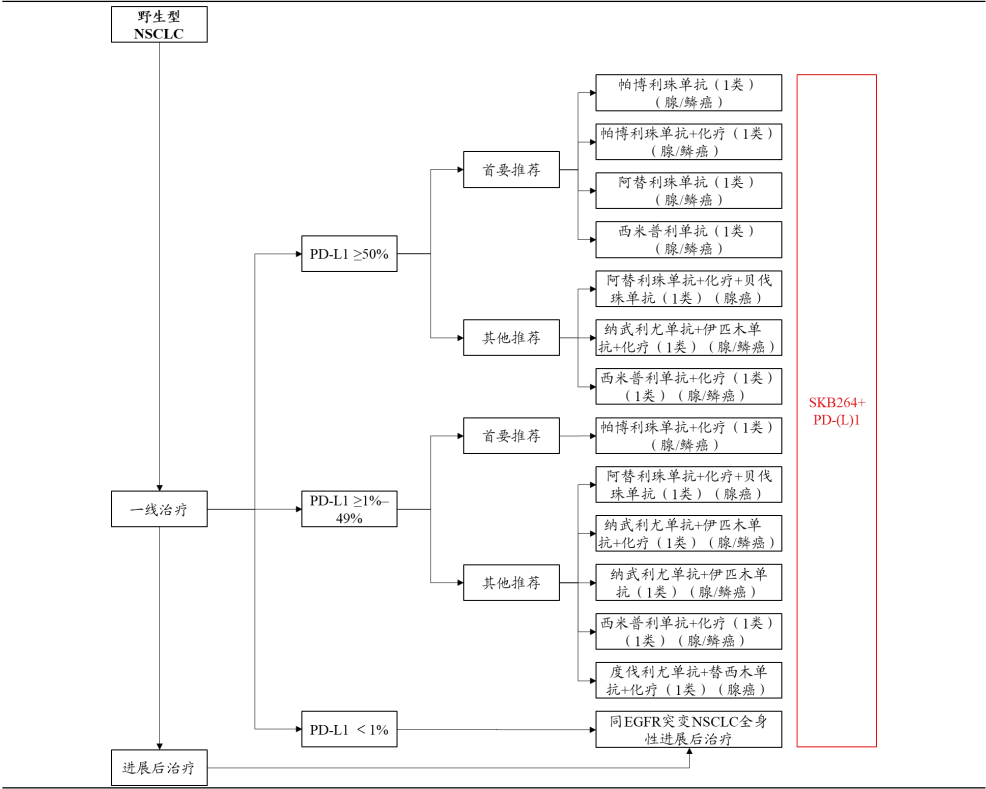 野生型
NSCLC
帕博利珠单抗（1类）
（腺/鳞癌）
帕博利珠单抗+化疗（1类）
（腺/鳞癌）
首要推荐
阿替利珠单抗（1类）
（腺/鳞癌）
西米普利单抗（1类）
（腺/鳞癌）
PD-L1 ≥50%
阿替利珠单抗+化疗+贝伐
珠单抗（1类）（腺癌）
其他推荐
纳武利尤单抗+伊匹木单
抗+化疗（1类）（腺/鳞癌）
西米普利单抗+化疗（1类）
（1类）（腺/鳞癌）
SKB264+
PD-(L)1
首要推荐
帕博利珠单抗+化疗（1类）
（腺/鳞癌）
一线治疗
PD-L1 ≥1%–
49%
阿替利珠单抗+化疗+贝伐
珠单抗（1类）（腺癌）
纳武利尤单抗+伊匹木单
抗+化疗（1类）（腺/鳞癌）
其他推荐
纳武利尤单抗+伊匹木单
抗（1类）（腺/鳞癌）
西米普利单抗+化疗（1类）
（1类）（腺/鳞癌）
度伐利尤单抗+替西木单
抗+化疗（1类）（腺癌）
PD-L1 ＜1%
同EGFR突变NSCLC全身
性进展后治疗
进展后治疗